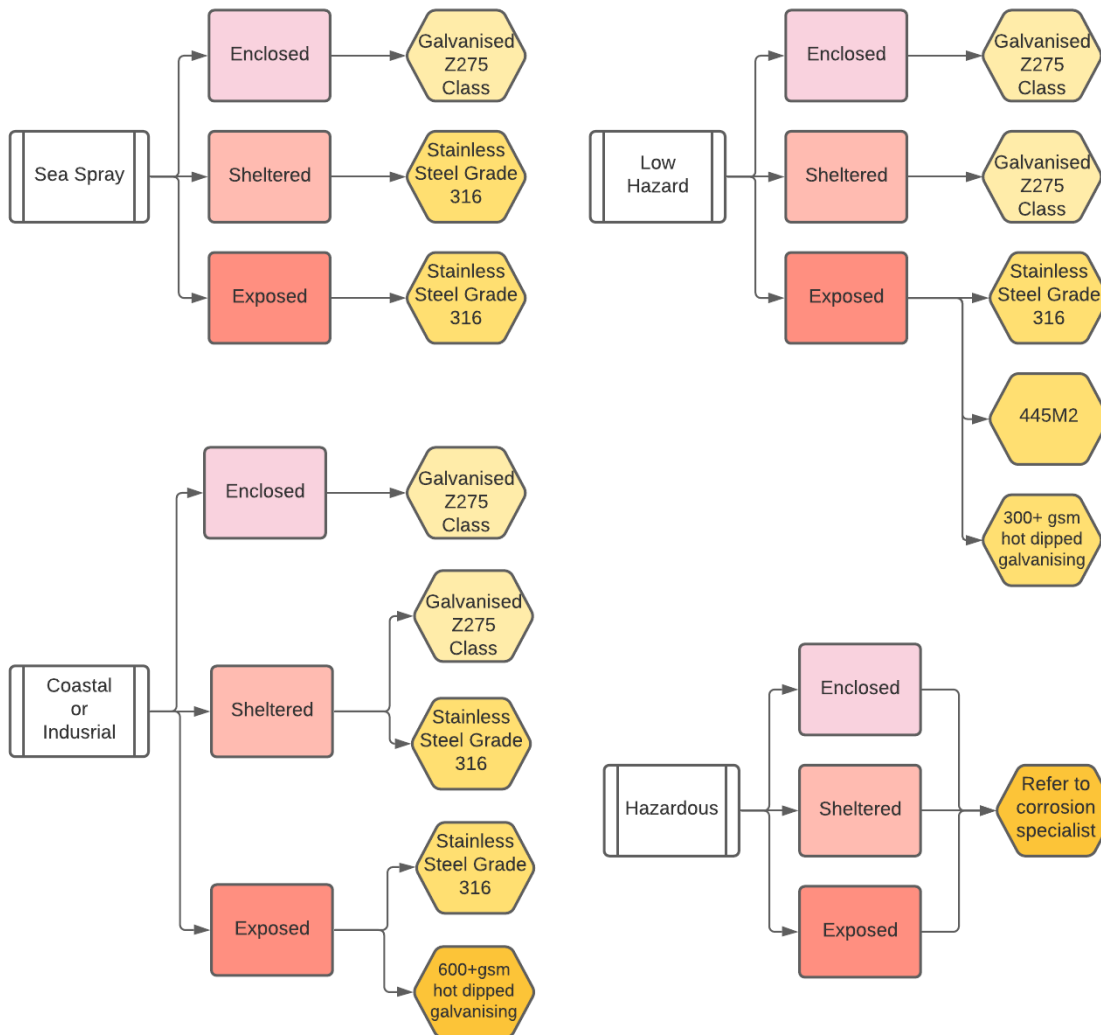 Sea Spray
Enclosed
Galvanised
Z275
Class
Sheltered
Stainless
Steel Grade
316
Exposed
Stainless
Steel Grade
316
Low
Hazard
Enclosed
Galvanised
Z275
Class
Sheltered
Galvanised
Z275
Class
Exposed
Stainless
Steel Grade
316
445M2
300+ gsm
hot dipped
galvanising
Coastal
or
Indusrial
Enclosed
Galvanised
Z275
Class
Sheltered
Galvanised
Z275
Class
Stainless
Steel Grade
316
Exposed
Stainless
Steel Grade
316
600+gsm
hot dipped
galvanising
Hazardous
Enclosed
Sheltered
Exposed
Refer to
corrosion
specialist